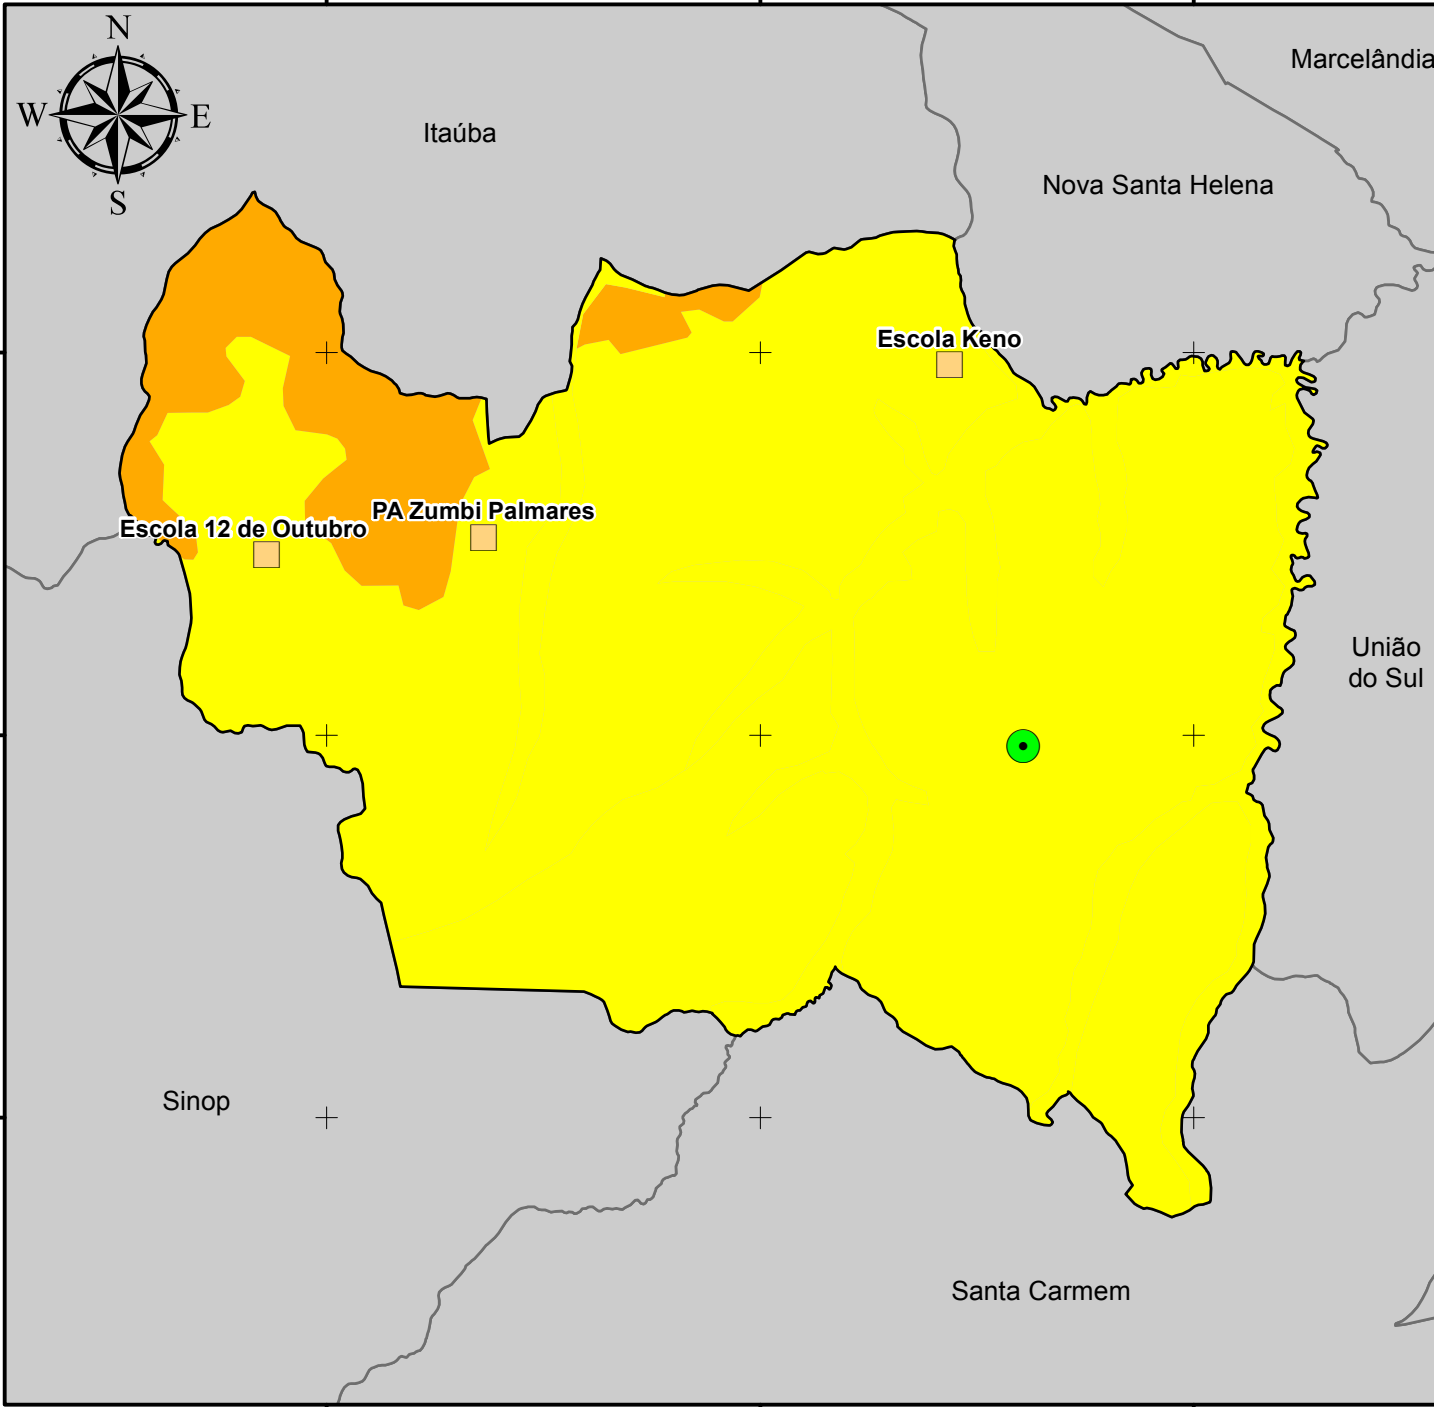 N
Marcelândia
W
E
Itaúba
Nova Santa Helena
S
Escola Keno
PA Zumbi Palmares
Escola 12 de Outubro
União
do Sul
Sinop
Santa Carmem